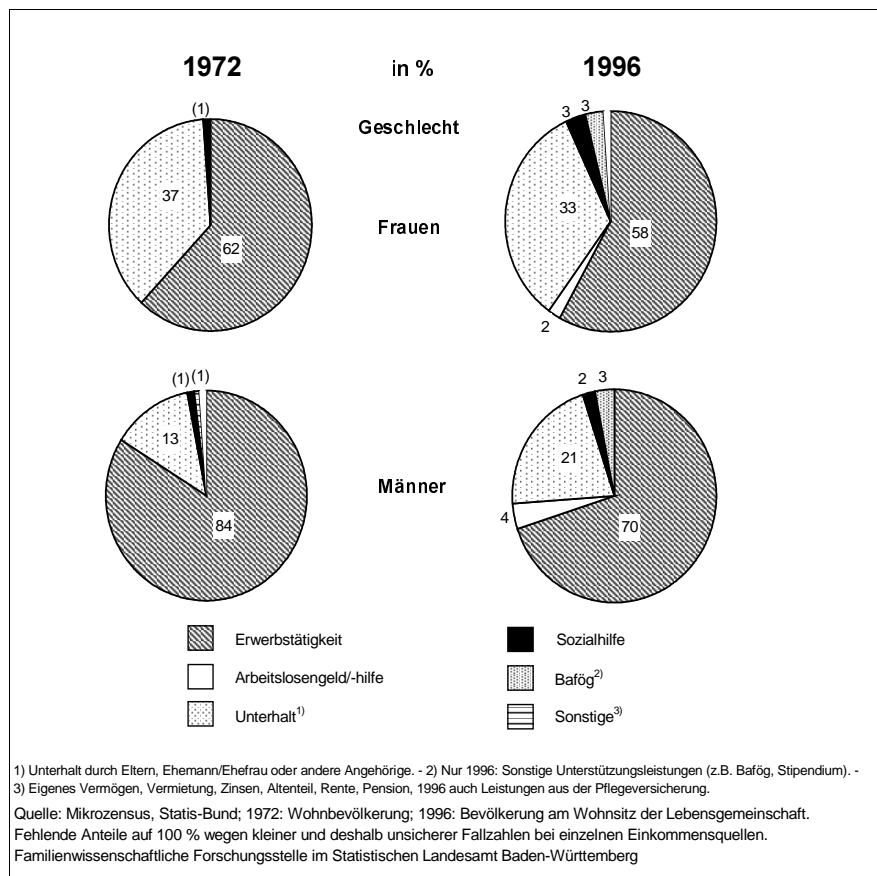 1972 in % 1996
Geschlecht
(1)
3 3
37
62
Frauen
33
58
2
(1) (1)
13
84
Männer
2 3
21
4
70
Erwerbstätigkeit
Sozialhilfe
Arbeitslosengeld/-hilfe
Bafög2)
Unterhalt1)
Sonstige3)
1) Unterhalt durch Eltern, Ehemann/Ehefrau oder andere Angehörige. - 2) Nur 1996: Sonstige Unterstützungsleistungen (z.B. Bafög, Stipendium). -
3) Eigenes Vermögen, Vermietung, Zinsen, Altenteil, Rente, Pension, 1996 auch Leistungen aus der Pflegeversicherung.
Quelle: Mikrozensus, Statis-Bund; 1972: Wohnbevölkerung; 1996: Bevölkerung am Wohnsitz der Lebensgemeinschaft.
Fehlende Anteile auf 100 % wegen kleiner und deshalb unsicherer Fallzahlen bei einzelnen Einkommensquellen.
Familienwissenschaftliche Forschungsstelle im Statistischen Landesamt Baden-Württemberg